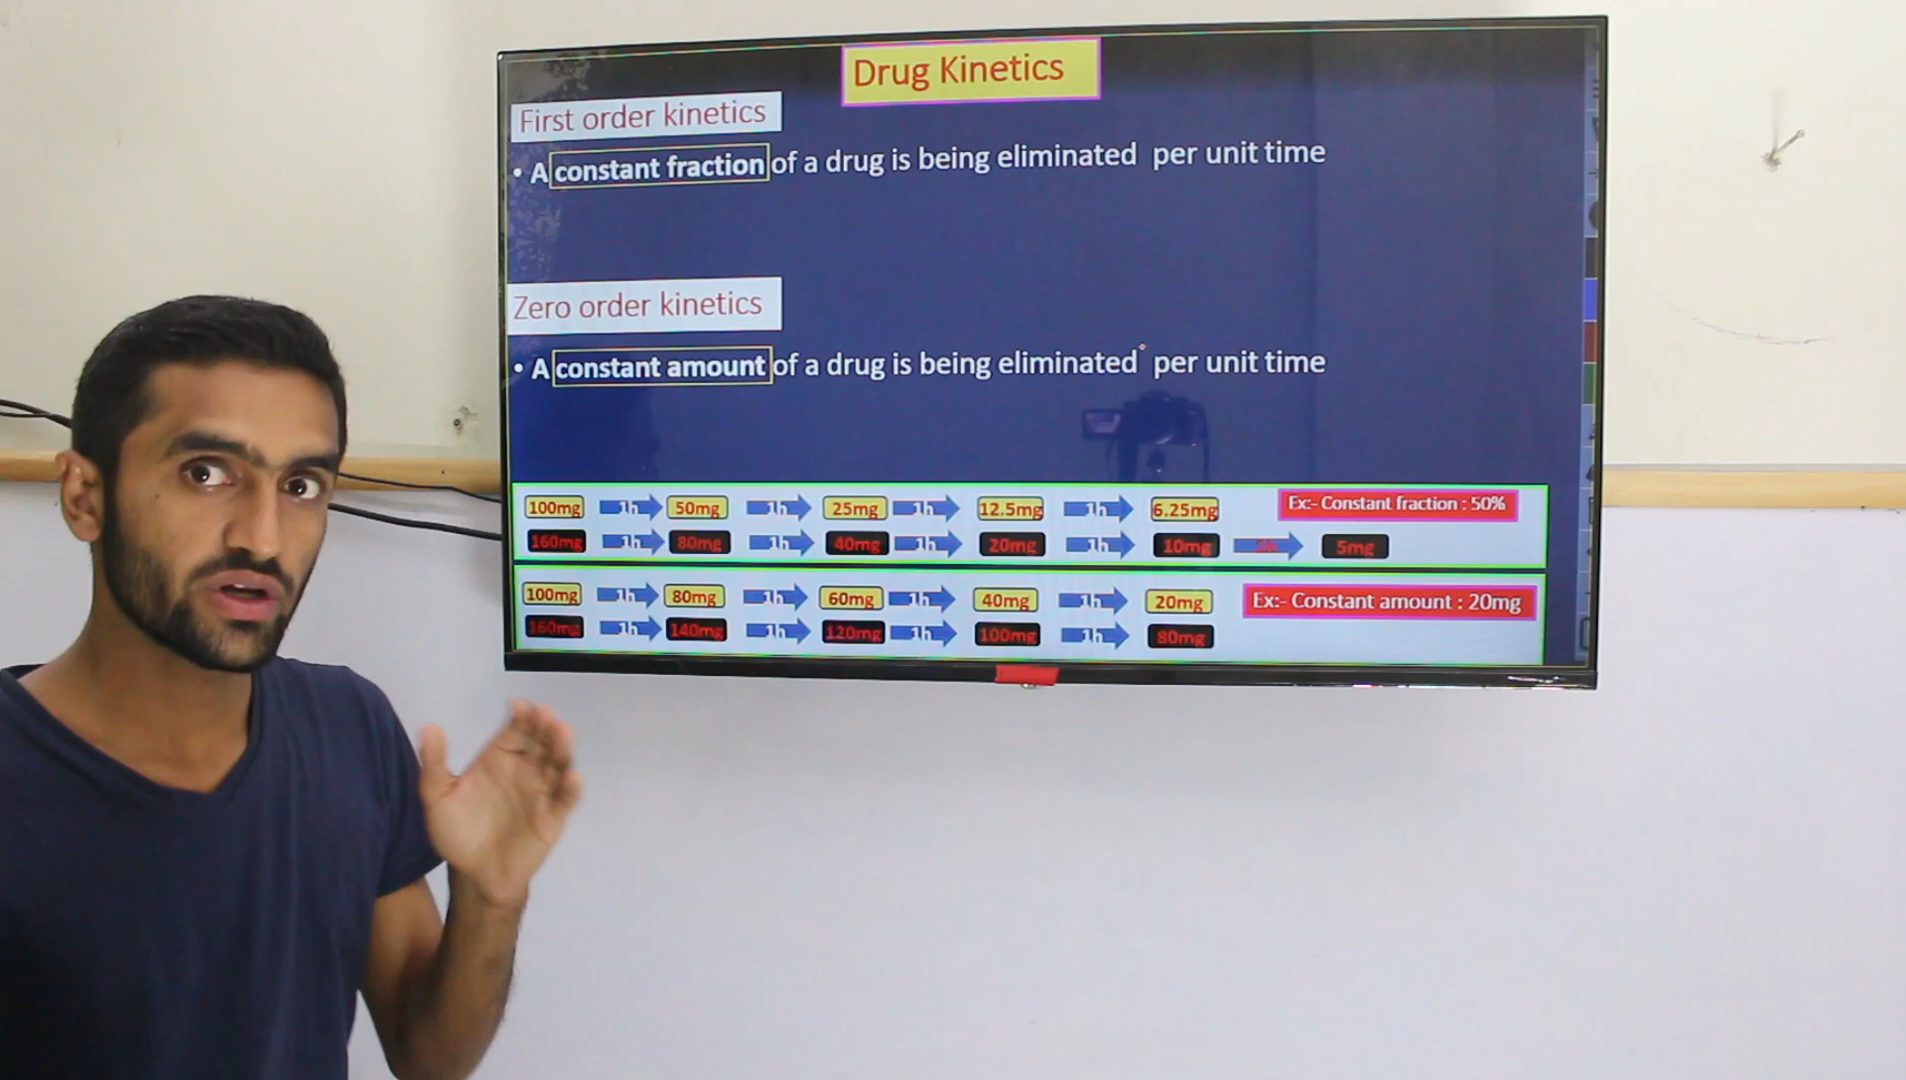 Drug Kinetics
First order kinetics
• A constant fraction of a drug is being eliminated per unit time
Zero order kinetics
• A constant amount of a drug is being eliminated per unit time
100mg 1h 50mg 1h 25mg 1h 12.5mg 1h 6.25mg Ex:- Constant fraction : 50%
160mg 1h 80mg 1h 40mg 1h 20mg 1h 10mg 1h 5mg
100mg 1h 80mg 1h 60mg 1h 40mg 1h 20mg Ex:- Constant amount : 20mg
160mg 1h 140mg 1h 120mg 1h 100mg 1h 80mg